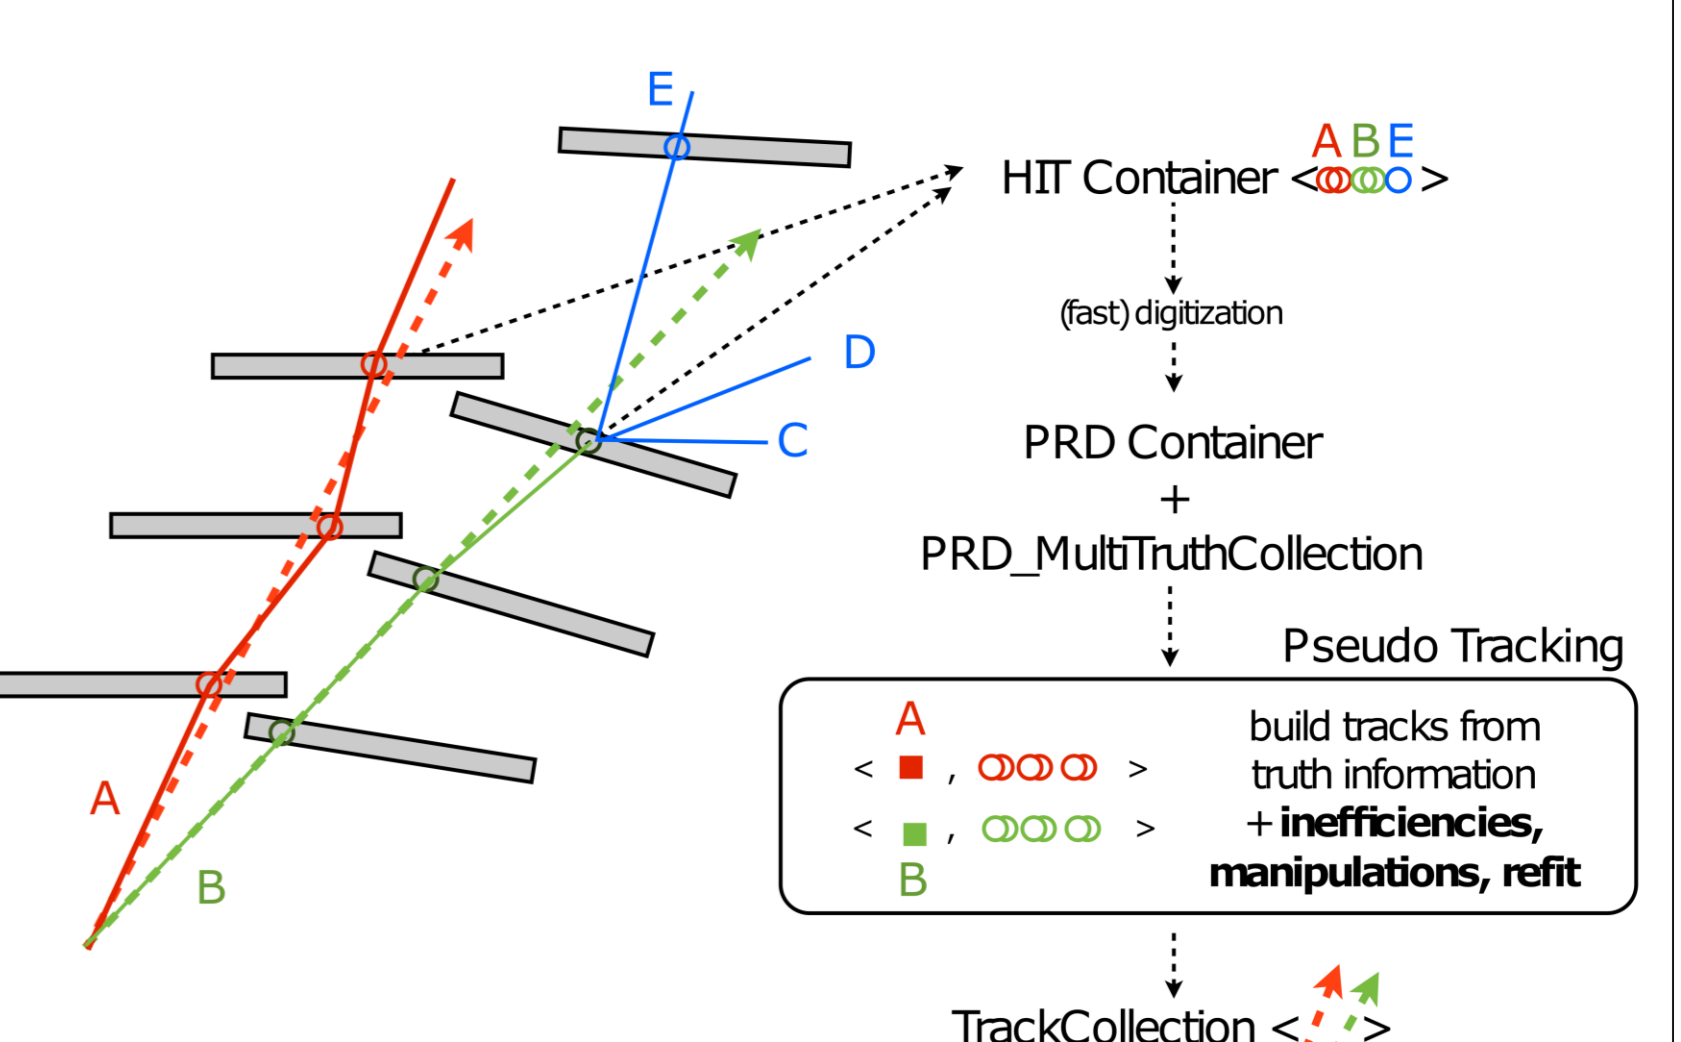 E
A B E
HIT Container < >
(fast) digitization
D
C
PRD Container
+
PRD_MultiTruthCollection
Pseudo Tracking
A
< , >
< , >
B
build tracks from
truth information
+ inefficiencies,
manipulations, refit
A
B
TrackCollection < >